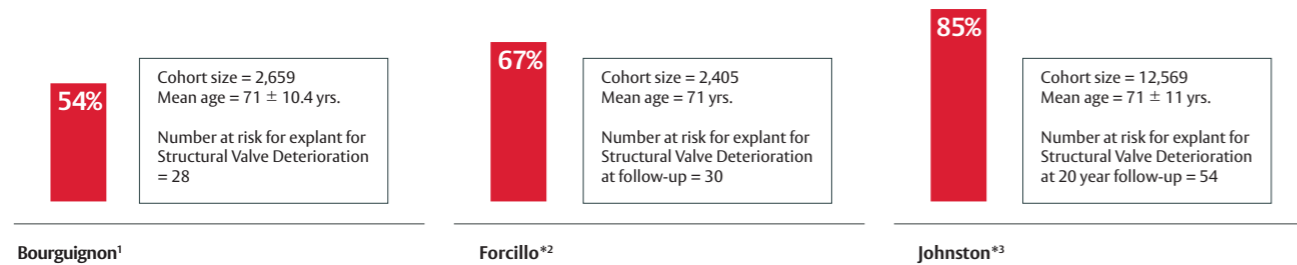 54%
Cohort size = 2,659
Mean age = 71 ± 10.4 yrs.
Number at risk for explant for
Structural Valve Deterioration
= 28
Bourguignon¹
67%
Cohort size = 2,405
Mean age = 71 yrs.
Number at risk for explant for
Structural Valve Deterioration
at follow-up = 30
Forcillo*²
85%
Cohort size = 12,569
Mean age = 71 ± 11 yrs.
Number at risk for explant for
Structural Valve Deterioration
at 20 year follow-up = 54
Johnston*³